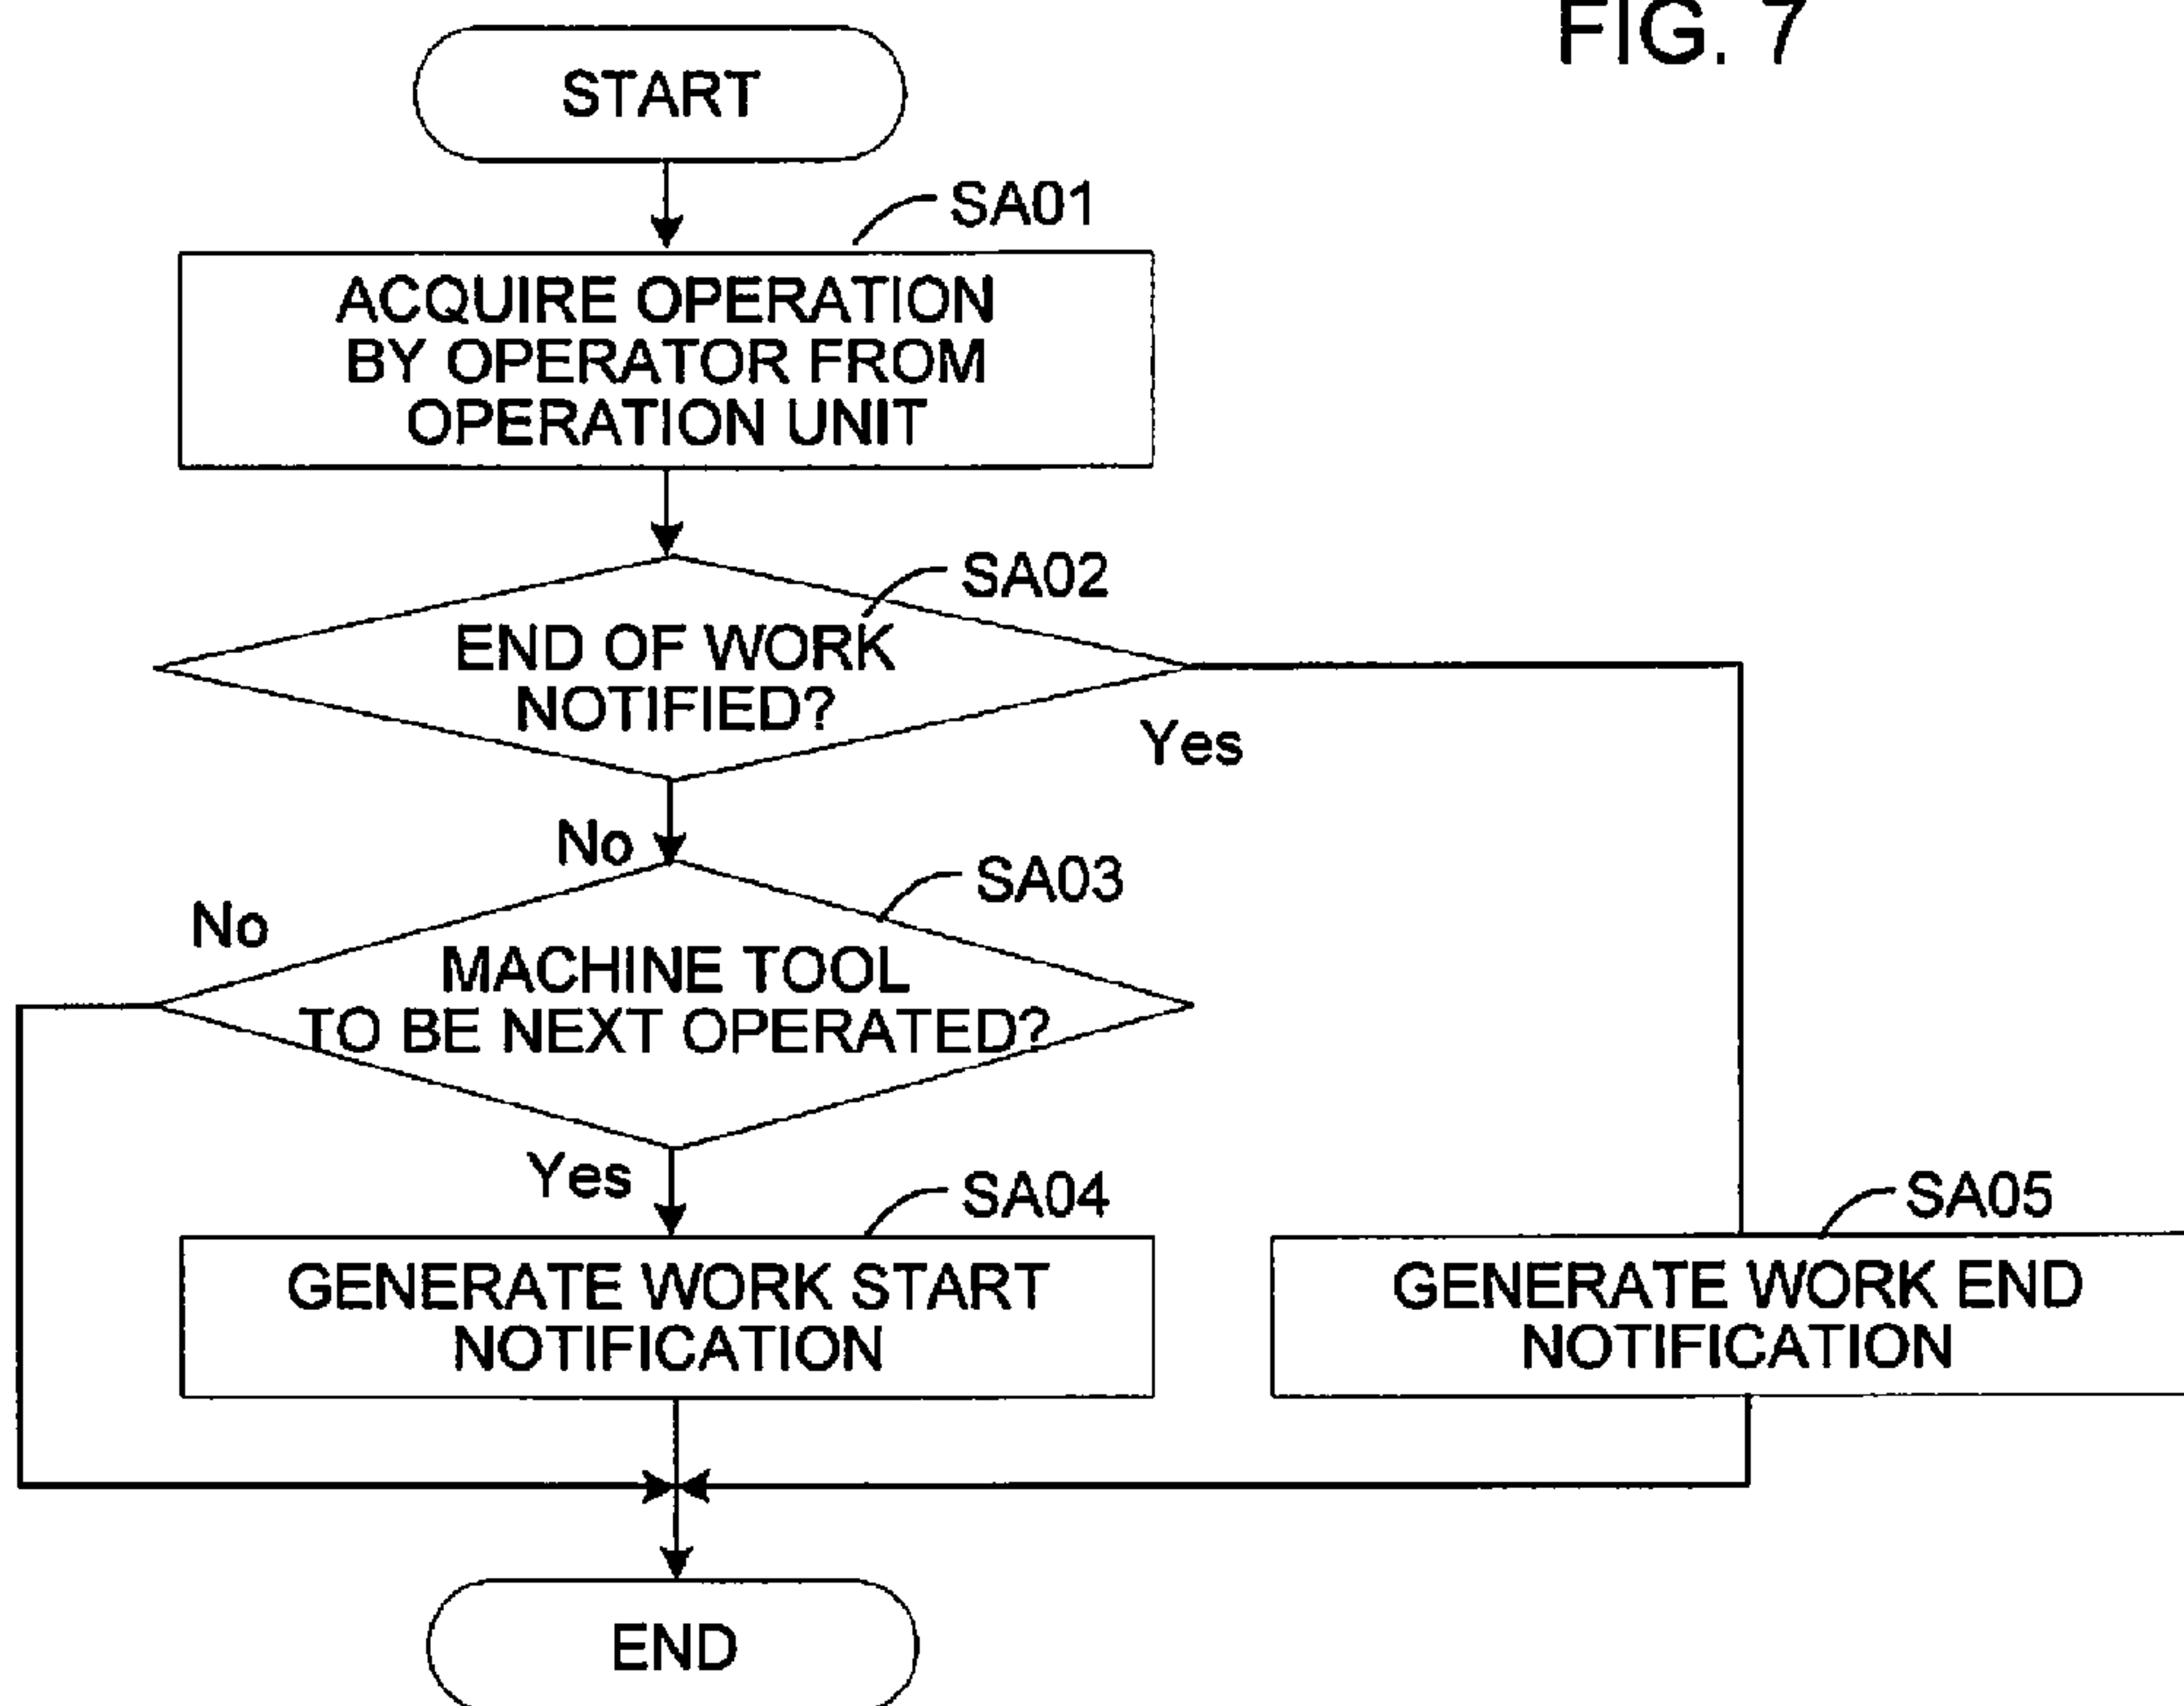 FIG. 7
START
SA01
ACQUIRE OPERATION
BY OPERATOR FROM
OPERATION UNIT
SA02
END OF WORK
NOTIFIED?
Yes
No
SA03
No
MACHINE TOOL
TO BE NEXT OPERATED?
Yes
SA04
SA05
GENERATE WORK START
NOTIFICATION
GENERATE WORK END
NOTIFICATION
END